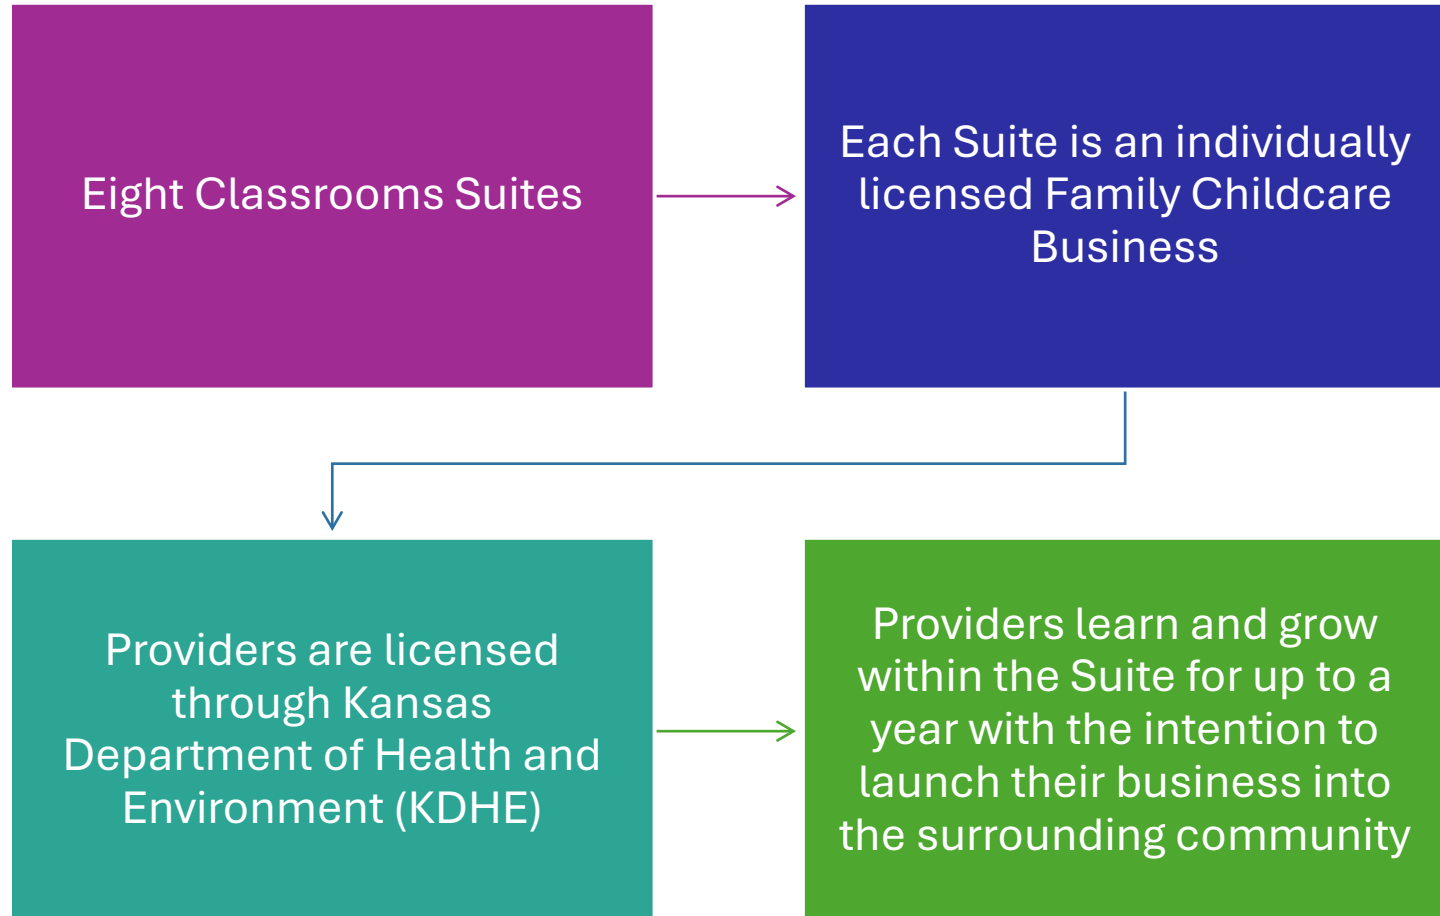 Eight Classrooms Suites
Each Suite is an individually
licensed Family Childcare
Business
Providers are licensed
through Kansas
Department of Health and
Environment (KDHE)
Providers learn and grow
within the Suite for up to a
year with the intention to
launch their business into
the surrounding community